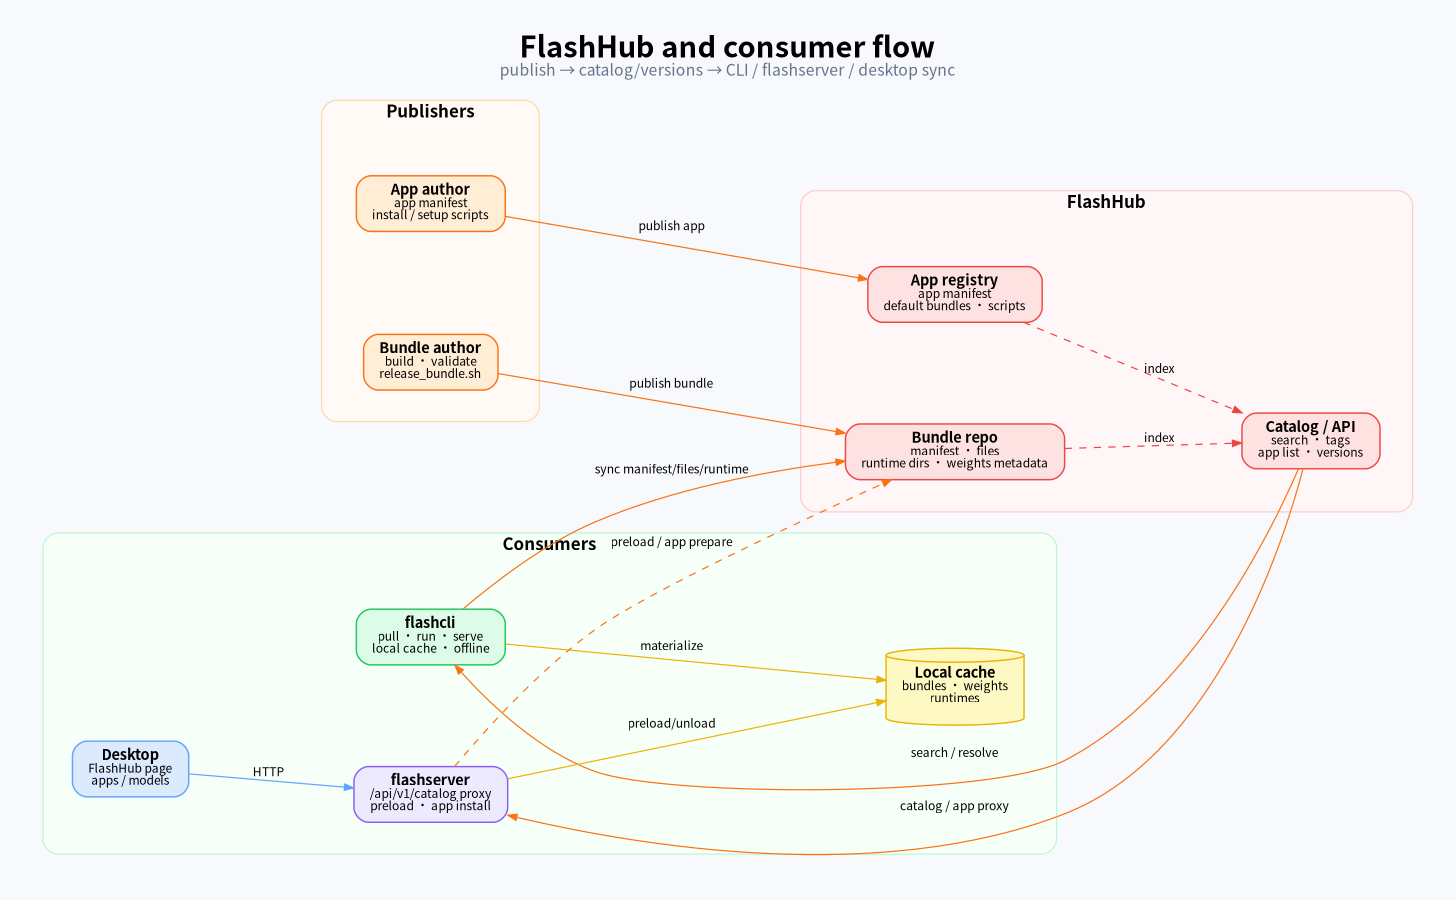 FlashHub and consumer flow
publish → catalog/versions → CLI / flashserver / desktop sync
Publishers
App author
app manifest
install / setup scripts
publish app
FlashHub
App registry
app manifest
default bundles • scripts
Bundle author
build • validate
release_bundle.sh
publish bundle
index
Bundle repo
manifest • files
runtime dirs • weights metadata
index
Catalog / API
search • tags
app list • versions
sync manifest/files/runtime
Consumers
preload / app prepare
flashcli
pull • run • serve
local cache • offline
materialize
Local cache
bundles • weights
runtimes
preload/unload
search / resolve
Desktop
FlashHub page
apps / models
HTTP
flashserver
/api/v1/catalog proxy
preload • app install
catalog / app proxy